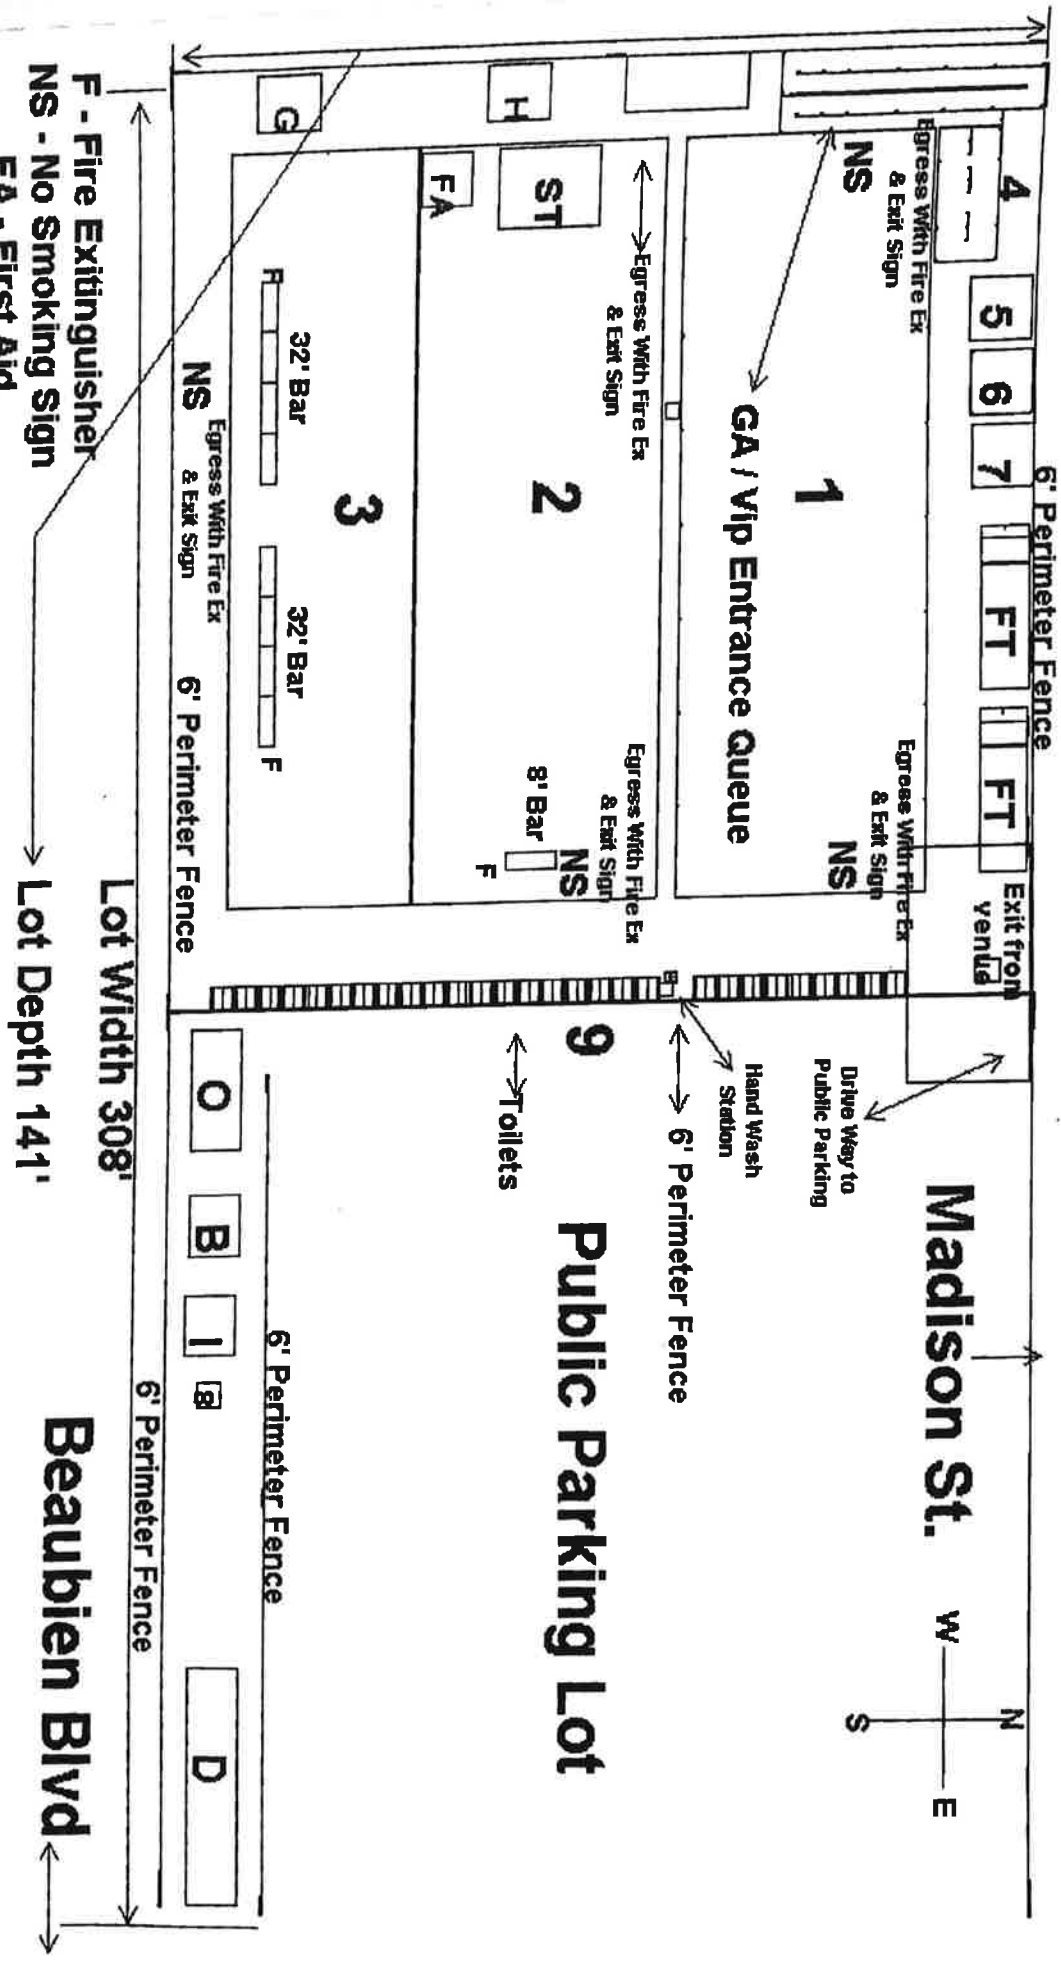 6' Perimeter Fence
4
5
6
7
FT
FT
Exit from
venue
Egress With Fire Ex
& Exit Sign
NS
Egress With Fire Ex
& Exit Sign
NS
1
GA / Vip Entrance Queue
Drive Way to
Public Parking
Madison St.
N
W
E
S
Hand Wash
Station
6' Perimeter Fence
Egress With Fire Ex
& Exit Sign
Egress With Fire Ex
& Exit Sign
NS
H
ST
2
8' Bar
F
9
Toilets
Public Parking Lot
FA
3
G
32' Bar
F
32' Bar
F
NS
Egress With Fire Ex
& Exit Sign
6' Perimeter Fence
O
B
I
8
D
6' Perimeter Fence
6' Perimeter Fence
Lot Width 308'
Beaubien Blvd
F - Fire Exitinguisher
NS - No Smoking Sign
FA - First Aid
Lot Depth 141'